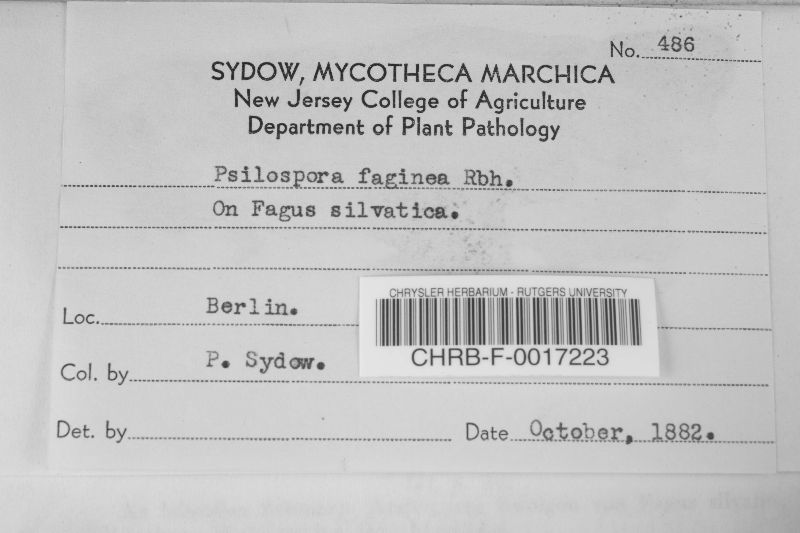 No. 486
SYDOW, MYCOTHECA MARCHICA
New Jersey College of Agriculture
Department of Plant Pathology
Psilospora faginea Rbh.
On Fagus silvatica.
Loc. Berlin.
CHRYSLER HERBARIUM - RUTGERS UNIVERSITY
CHRB-F-0017223
Col. by P. Sydow.
Det. by
Date October, 1882.